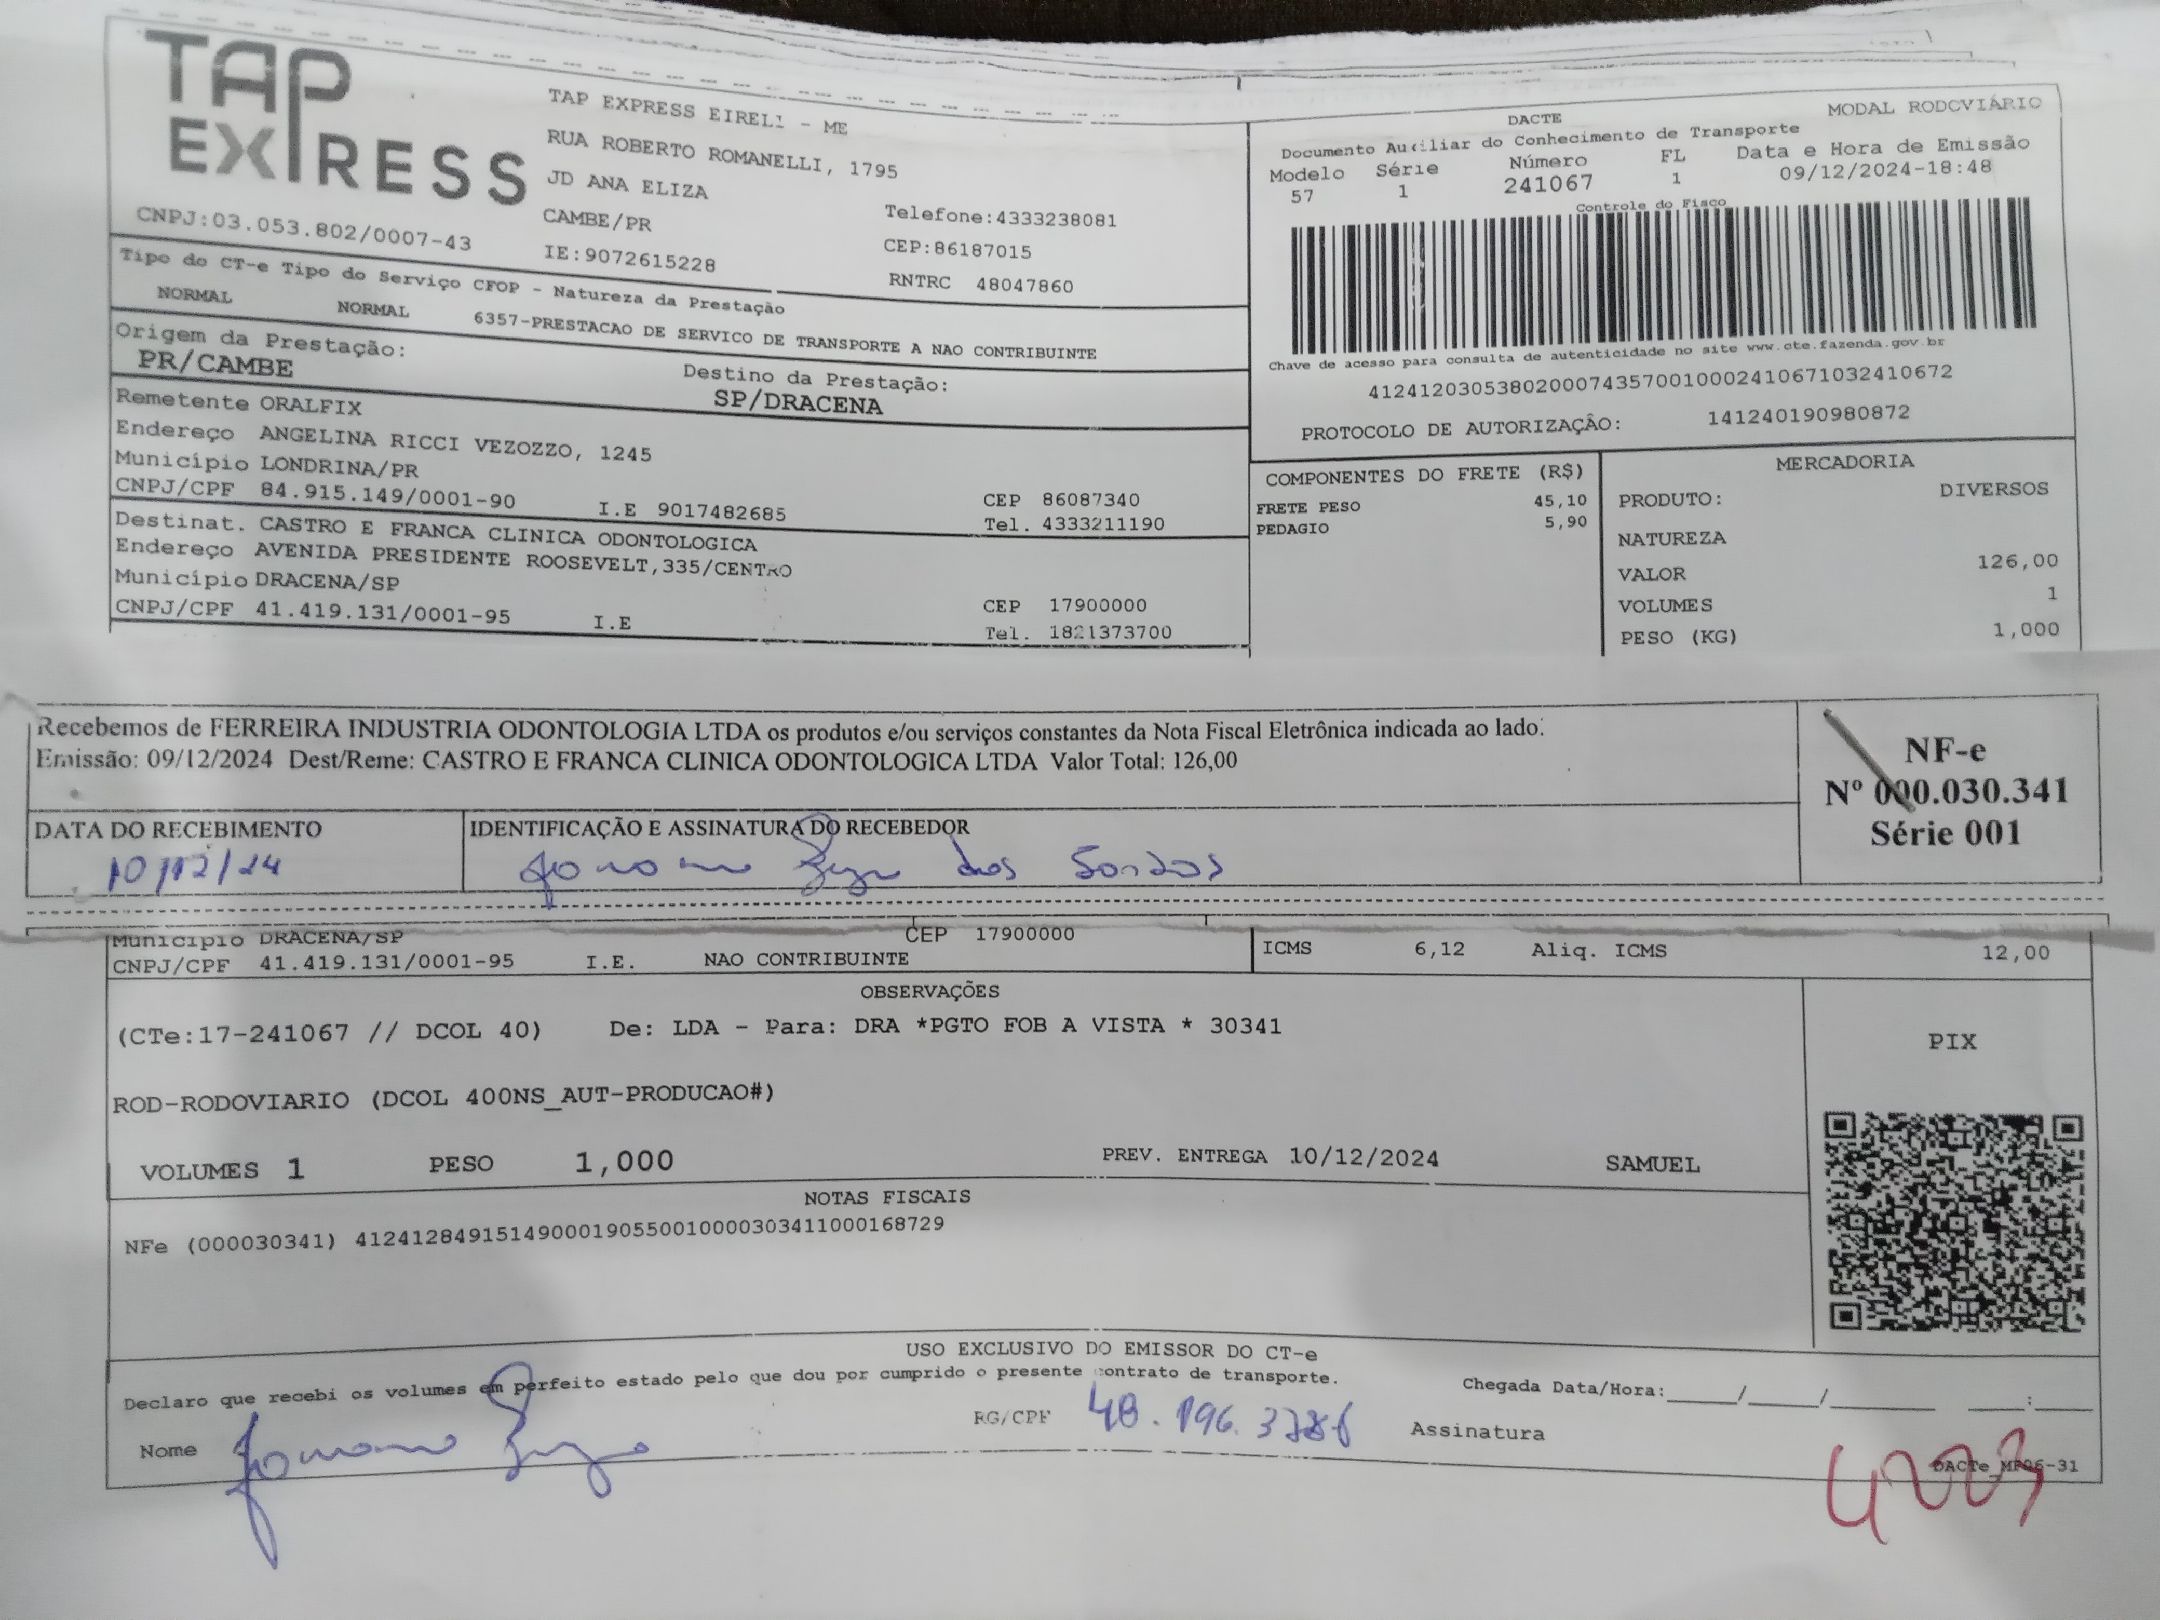 TAP
EXPRESS
CNPJ:03.053.802/0007-43
TAP EXPRESS EIRELI - ME
RUA ROBERTO ROMANELLI, 1795
JD ANA ELIZA
CAMBE/PR
IE:9072615228
Telefone:4333238081
CEP:86187015
RNTRC 48047860
DACTE
MODAL RODOVIÁRIO
Documento Auxiliar do Conhecimento de Transporte
Modelo Série Número FL Data e Hora de Emissão
57 1 241067 1 09/12/2024-18:48
Controle do Fisco
Chave de acesso para consulta de autenticidade no site www.cte.fazenda.gov.br
41241203053802000743570010002410671032410672
PROTOCOLO DE AUTORIZAÇÃO: 141240190980872
Tipo do CT-e Tipo do Serviço CFOP - Natureza da Prestação
NORMAL NORMAL 6357-PRESTACAO DE SERVICO DE TRANSPORTE A NAO CONTRIBUINTE
Origem da Prestação:
PR/CAMBE
Destino da Prestação:
SP/DRACENA
Remetente ORALFIX
Endereço ANGELINA RICCI VEZOZZO, 1245
Município LONDRINA/PR
CNPJ/CPF 84.915.149/0001-90 I.E 9017482685
CEP 86087340
Tel. 4333211190
Destinat. CASTRO E FRANCA CLINICA ODONTOLOGICA
Endereço AVENIDA PRESIDENTE ROOSEVELT,335/CENTRO
Município DRACENA/SP
CNPJ/CPF 41.419.131/0001-95 I.E
CEP 17900000
Tel. 1821373700
COMPONENTES DO FRETE (R$)
FRETE PESO 45,10
PEDAGIO 5,90
MERCADORIA
PRODUTO: DIVERSOS
NATUREZA
VALOR 126,00
VOLUMES 1
PESO (KG) 1,000
Recebemos de FERREIRA INDUSTRIA ODONTOLOGIA LTDA os produtos e/ou serviços constantes da Nota Fiscal Eletrônica indicada ao lado.
Emissão: 09/12/2024 Dest/Reme: CASTRO E FRANCA CLINICA ODONTOLOGICA LTDA Valor Total: 126,00
NF-e
Nº 000.030.341
Série 001
DATA DO RECEBIMENTO
10/12/24
IDENTIFICAÇÃO E ASSINATURA DO RECEBEDOR
dos Santos
Município DRACENA/SP CEP 17900000
CNPJ/CPF 41.419.131/0001-95 I.E. NAO CONTRIBUINTE
ICMS 6,12 Aliq. ICMS 12,00
OBSERVAÇÕES
(CTe:17-241067 // DCOL 40) De: LDA - Para: DRA *PGTO FOB A VISTA * 30341
ROD-RODOVIARIO (DCOL 400NS_AUT-PRODUCAO#)
VOLUMES 1 PESO 1,000 PREV. ENTREGA 10/12/2024 SAMUEL
PIX
NOTAS FISCAIS
NFe (000030341) 41241284915149000190550010000303411000168729
USO EXCLUSIVO DO EMISSOR DO CT-e
Declaro que recebi os volumes em perfeito estado pelo que dou por cumprido o presente contrato de transporte.
Chegada Data/Hora:____/____/____ ____:____
Nome
RG/CPF
Assinatura